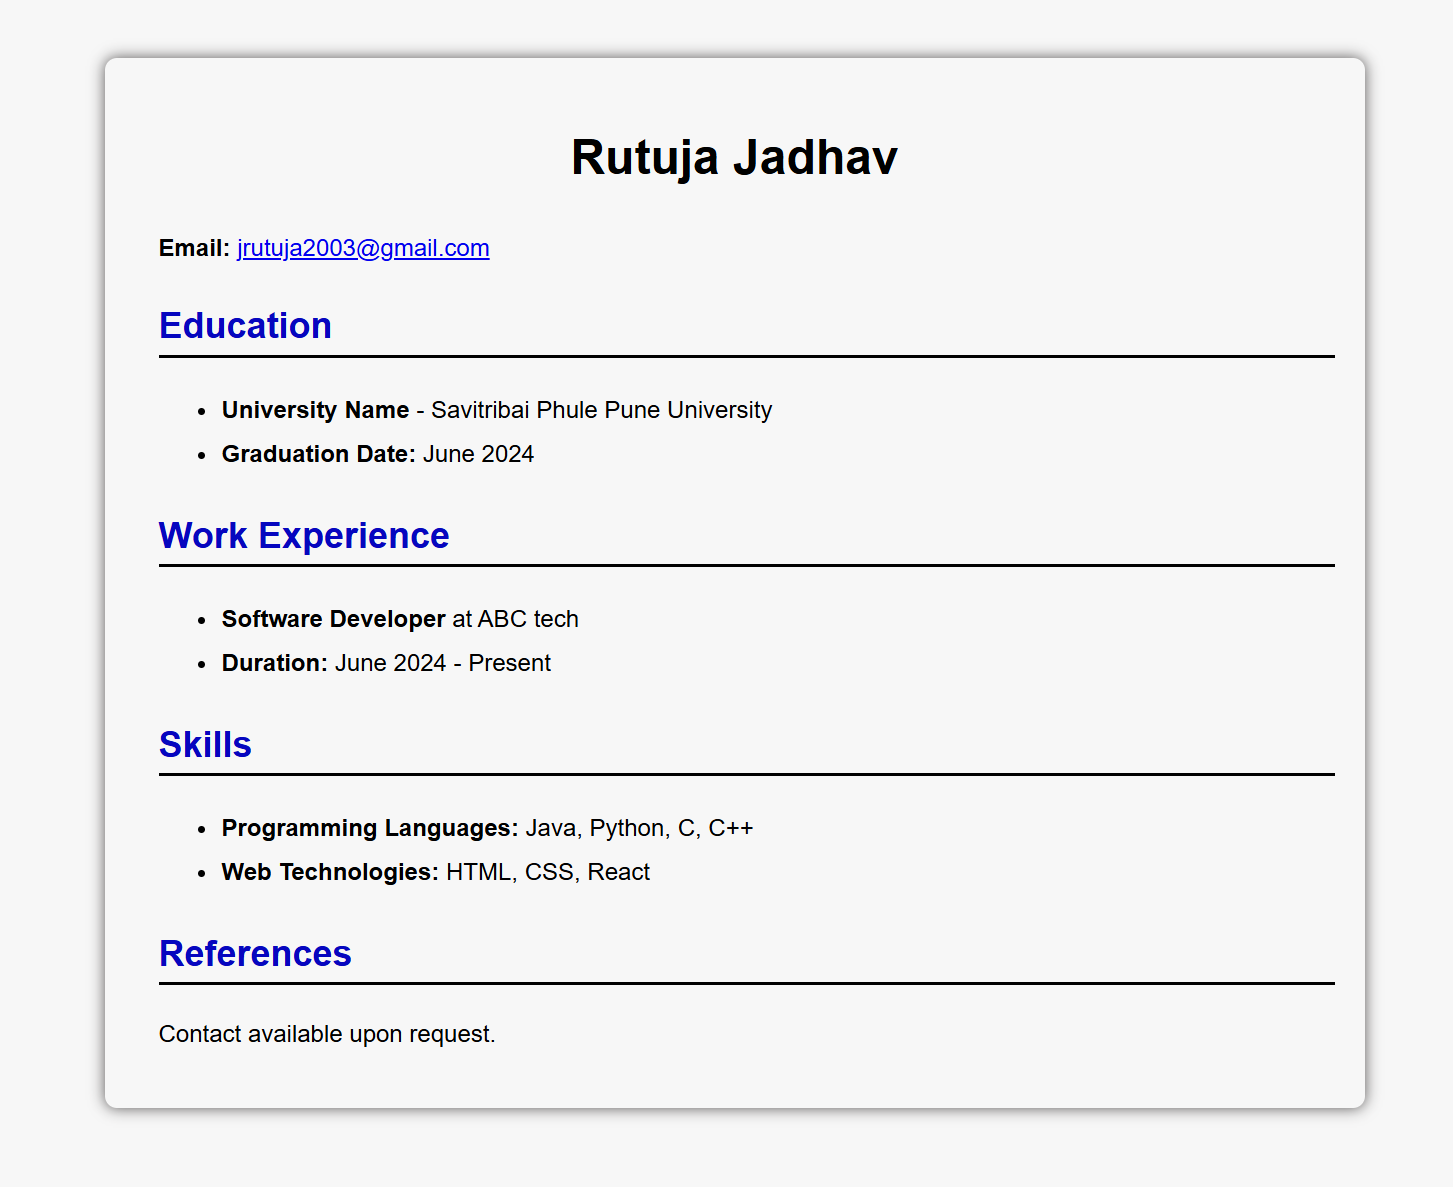 Rutuja Jadhav
Email: jrutuja2003@gmail.com
Education
University Name - Savitribai Phule Pune University
Graduation Date: June 2024
Work Experience
Software Developer at ABC tech
Duration: June 2024 - Present
Skills
Programming Languages: Java, Python, C, C++
Web Technologies: HTML, CSS, React
References
Contact available upon request.